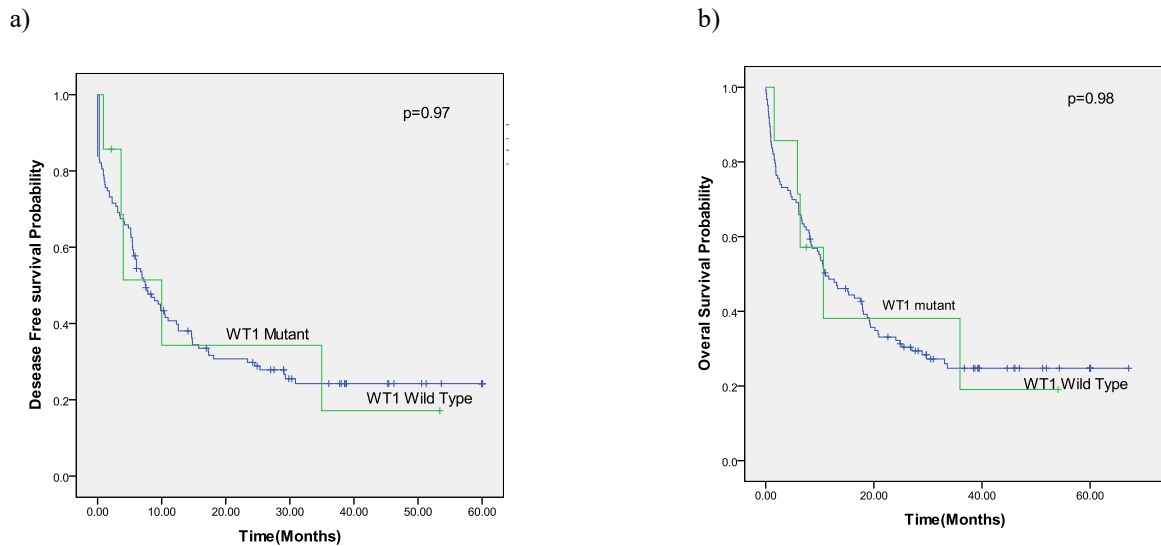 a)
p=0.97
Desease Free survival Probability
1.0
0.8
0.6
0.4
0.2
0.0
WT1 Mutant
WT1 Wild Type
0.00 10.00 20.00 30.00 40.00 50.00 60.00
Time(Months)
b)
p=0.98
Overal Survival Probability
1.0
0.8
0.6
0.4
0.2
0.0
WT1 mutant
WT1 Wild Type
0.00 20.00 40.00 60.00
Time(Months)